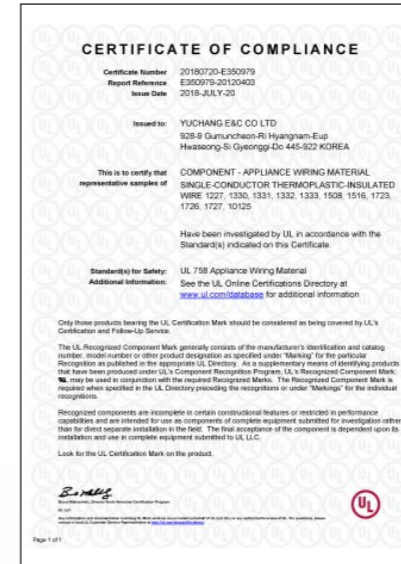 CERTIFICATE OF COMPLIANCE
Certificate Number 20180720-E350979
Report Reference E350979-20120403
Issue Date 2018-JULY-20
Issued to: YUCHANG E&C CO LTD
928-9 Gumuncheon-Ri Hyangnam-Eup
Hwaseong-Si Gyeonggi-Do 445-922 KOREA
This is to certify that COMPONENT - APPLIANCE WIRING MATERIAL
representative samples of SINGLE-CONDUCTOR THERMOPLASTIC-INSULATED
WIRE 1227, 1330, 1331, 1332, 1333, 1508, 1516, 1723,
1726, 1727, 10125
Have been investigated by UL in accordance with the
Standard(s) indicated on this Certificate.
Standard(s) for Safety: UL 758 Appliance Wiring Material
Additional Information: See the UL Online Certifications Directory at
www.ul.com/database for additional information
Only those products bearing the UL Certification Mark should be considered as being covered by UL's
Certification and Follow-Up Service.
The UL Recognized Component Mark generally consists of the manufacturer's identification and catalog
number, model number or other product designation as specified under "Marking" for the particular
Recognition as published in the appropriate UL Directory. As a supplementary means of identifying products
that have been produced under UL's Component Recognition Program, UL's Recognized Component Mark:
, may be used in conjunction with the required Recognized Marks. The Recognized Component Mark is
required when specified in the UL Directory preceding the recognitions or under "Markings" for the individual
recognitions.
Recognized components are incomplete in certain constructional features or restricted in performance
capabilities and are intended for use as components of complete equipment submitted for investigation rather
than for direct separate installation in the field. The final acceptance of the component is dependent upon its
installation and use in complete equipment submitted to UL LLC.
Look for the UL Certification Mark on the product.
UL
Page 1 of 1